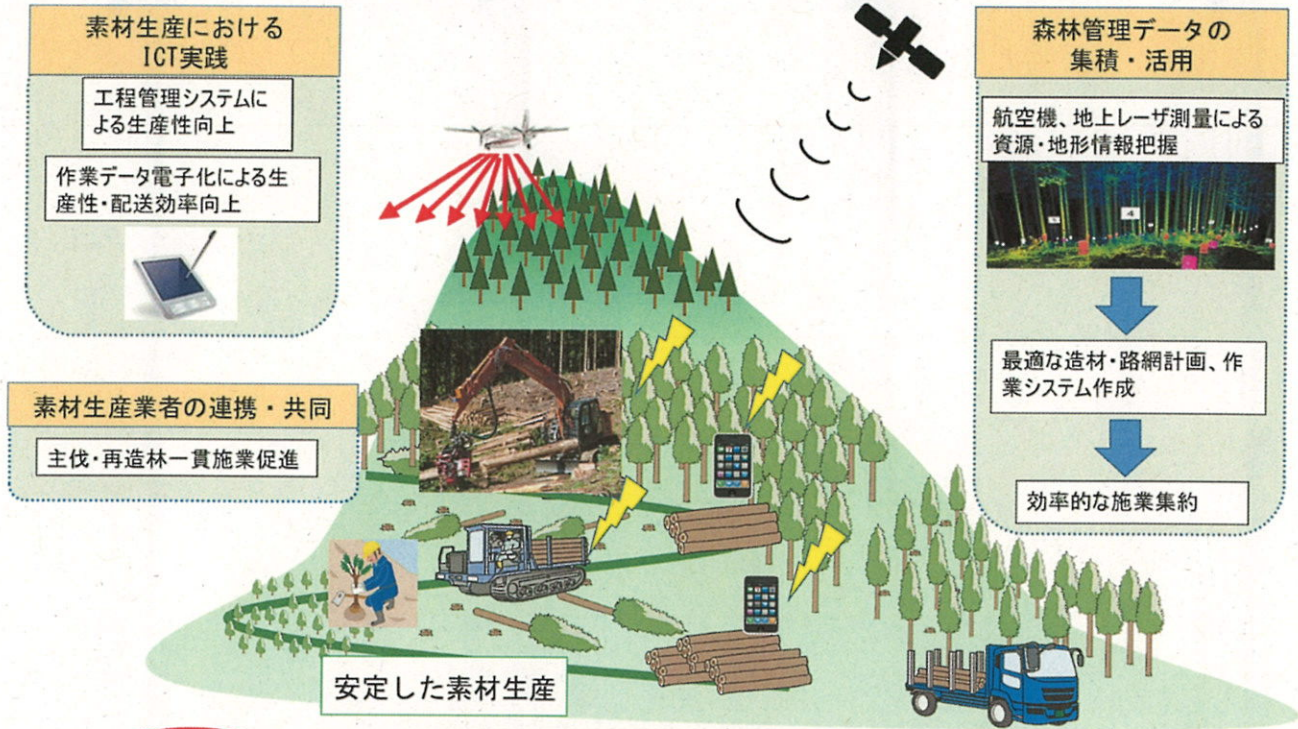 素材生産における
ICT実践
工程管理システムに
よる生産性向上
作業データ電子化による生
産性・配送効率向上
素材生産業者の連携・共同
主伐・再造林一貫施業促進
森林管理データの
集積・活用
航空機、地上レーザ測量による
資源・地形情報把握
4
最適な造材・路網計画、作
業システム作成
効率的な施業集約
安定した素材生産